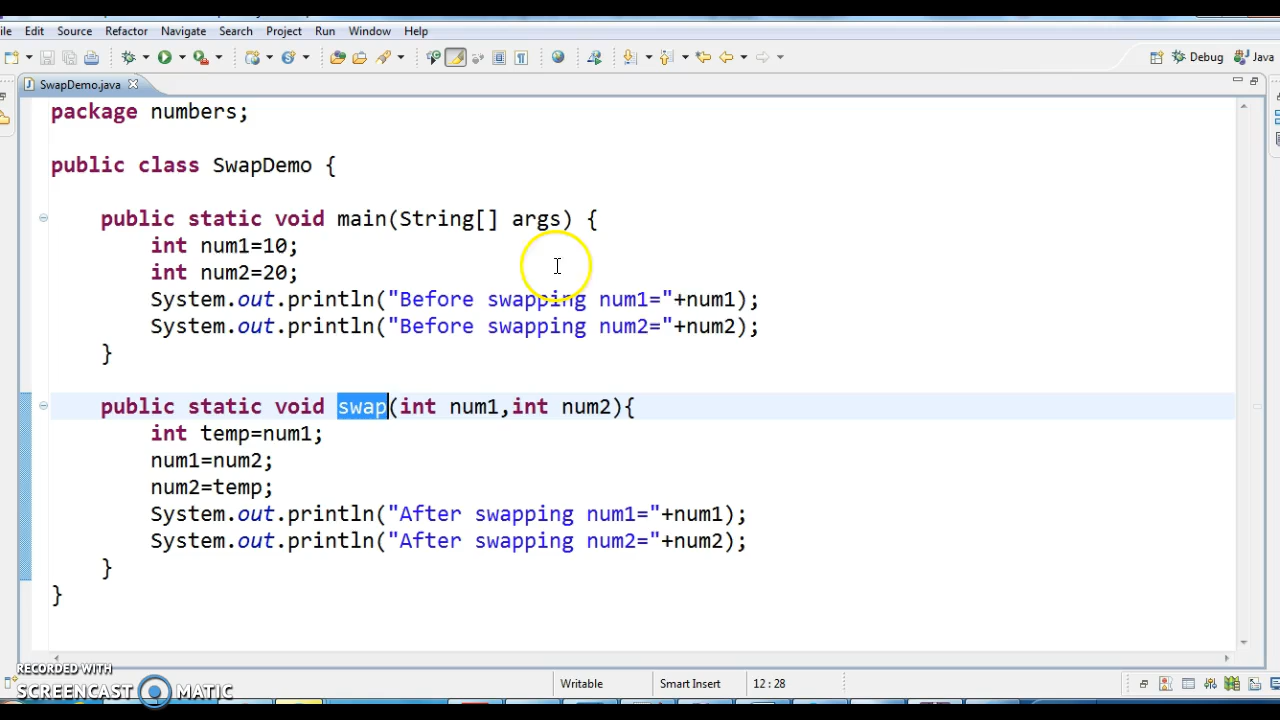 ile Edit Source Refactor Navigate Search Project Run Window Help
Debug Java
SwapDemo.java
package numbers;
public class SwapDemo {
public static void main(String[] args) {
int num1=10;
int num2=20;
System.out.println("Before swapping num1="+num1);
System.out.println("Before swapping num2="+num2);
}
public static void swap(int num1,int num2){
int temp=num1;
num1=num2;
num2=temp;
System.out.println("After swapping num1="+num1);
System.out.println("After swapping num2="+num2);
}
}
RECORDED WITH
SCREENCAST MATIC
Writable Smart Insert 12 : 28